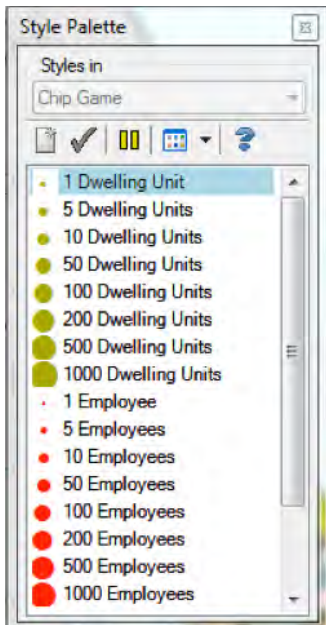 Style Palette
Styles in
Chip Game
1 Dwelling Unit
5 Dwelling Units
10 Dwelling Units
50 Dwelling Units
100 Dwelling Units
200 Dwelling Units
500 Dwelling Units
1000 Dwelling Units
1 Employee
5 Employees
10 Employees
50 Employees
100 Employees
200 Employees
500 Employees
1000 Employees